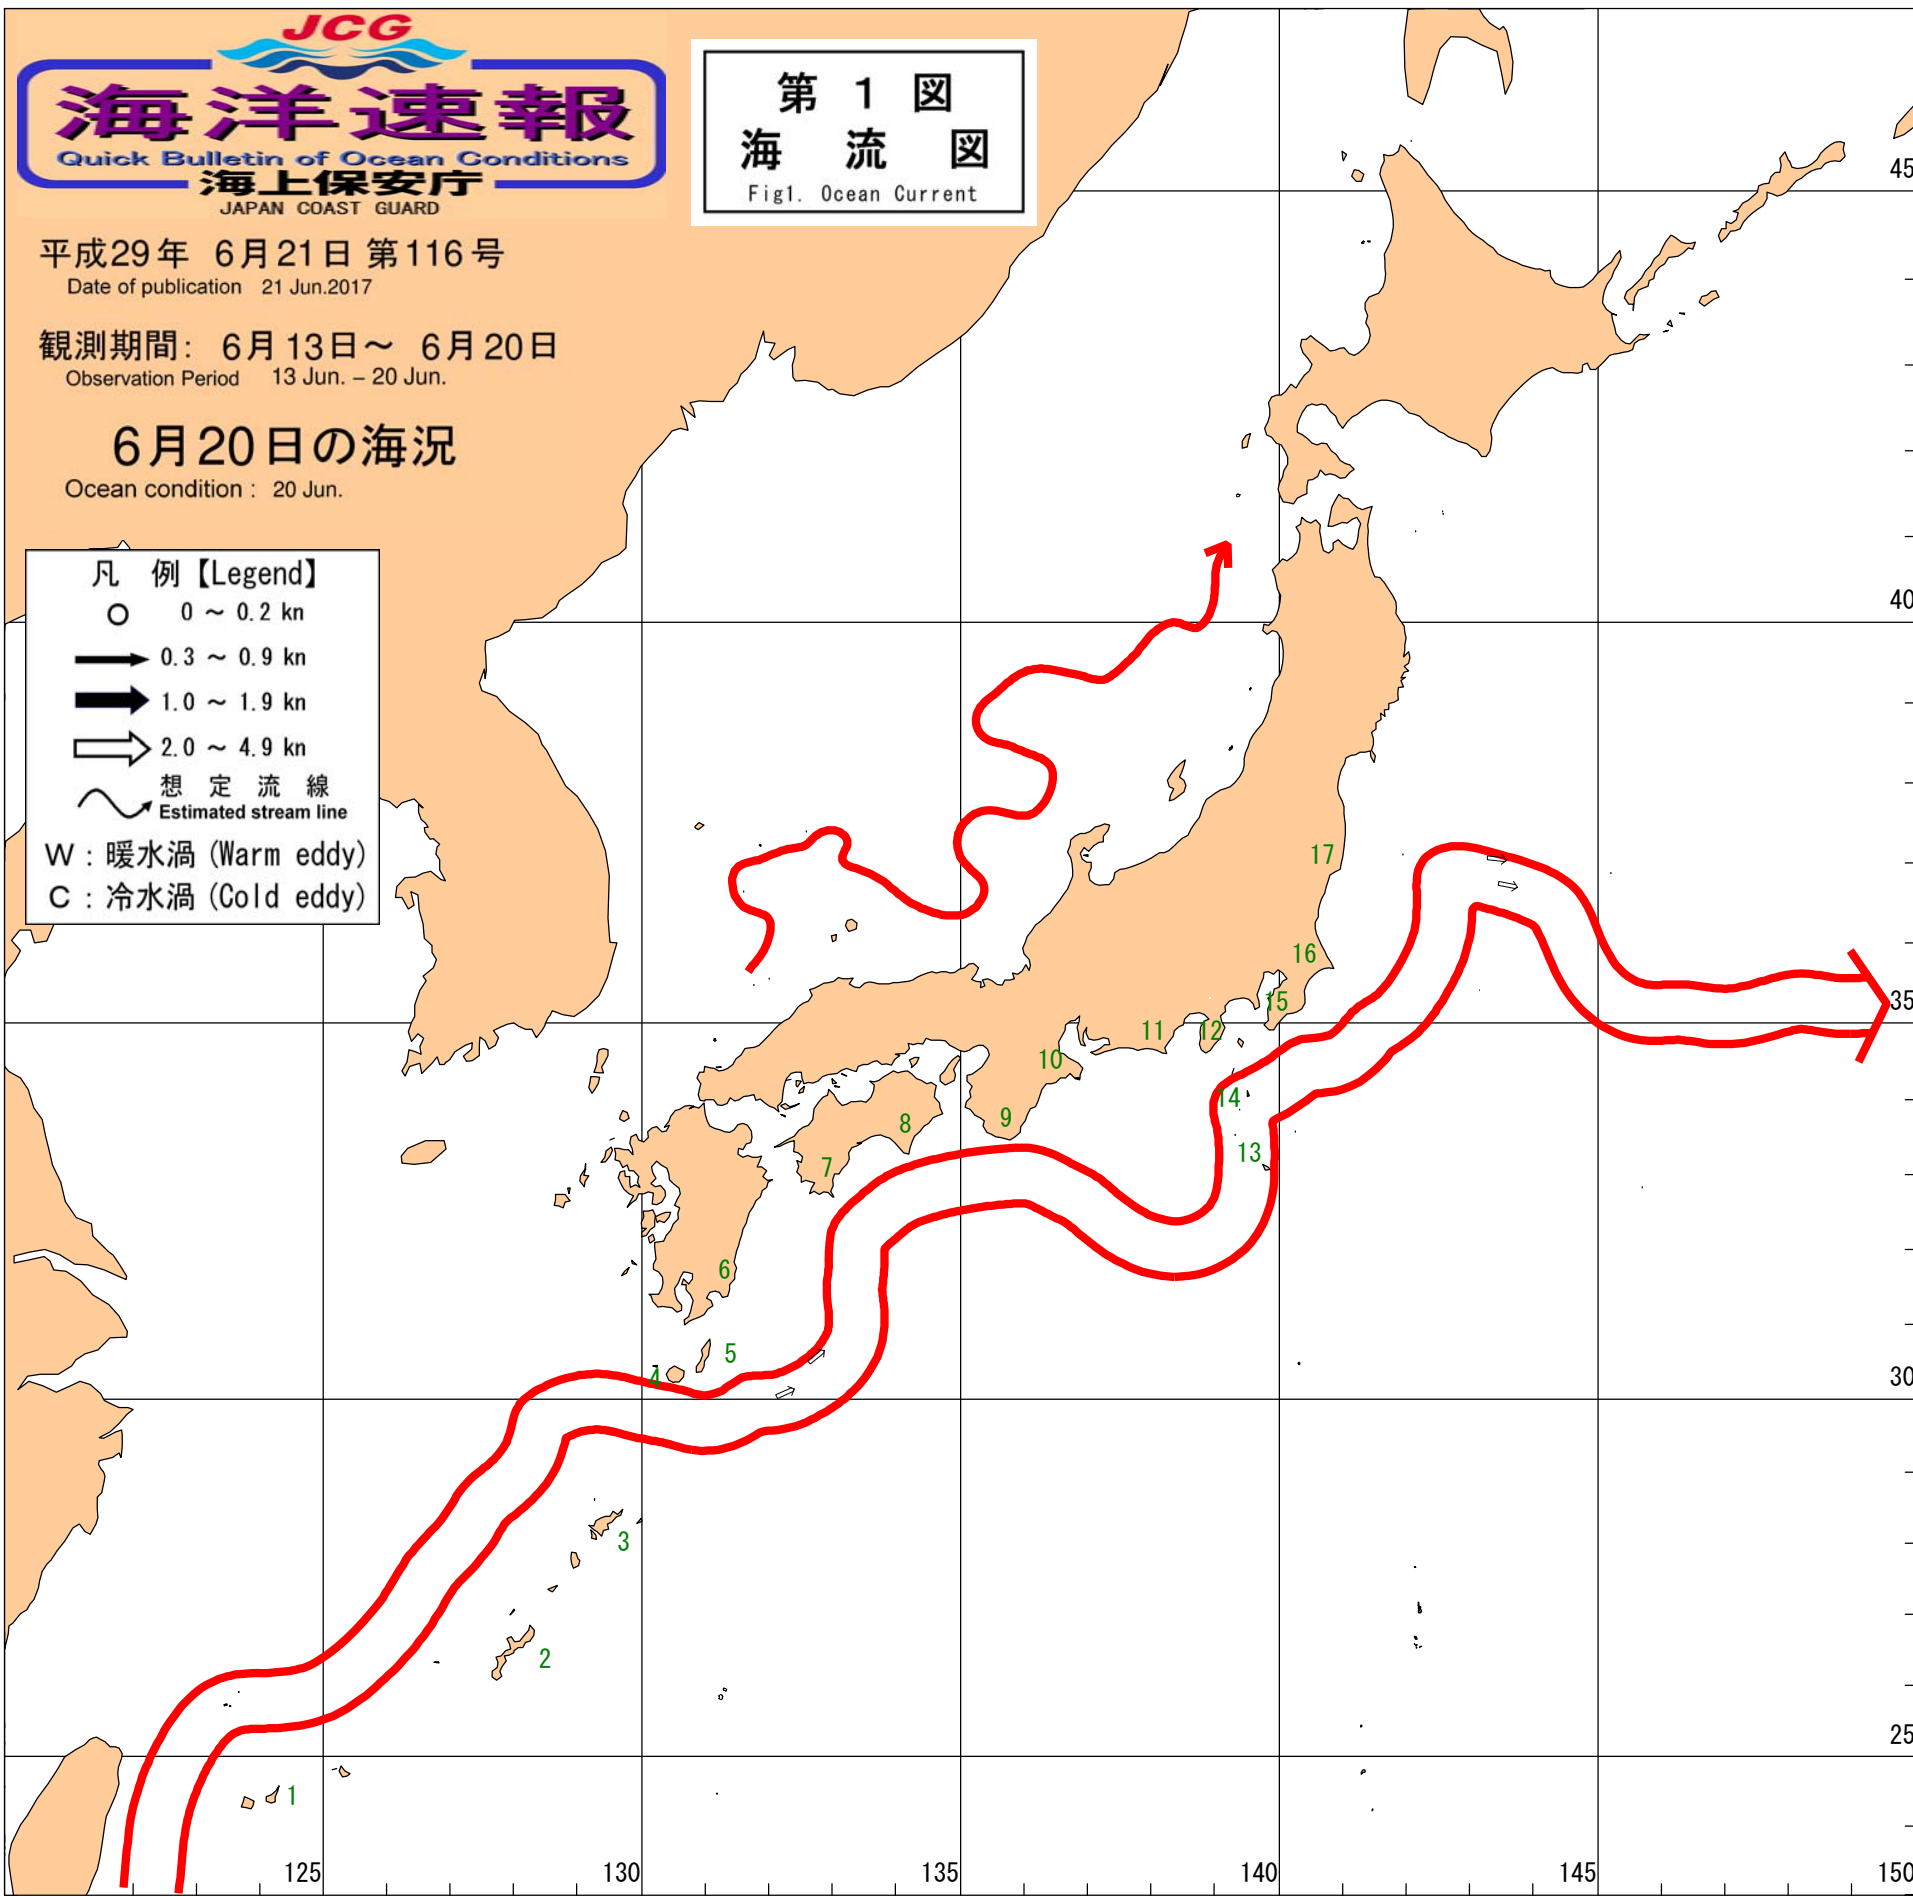 JCG
海洋速報
Quick Bulletin of Ocean Conditions
海上保安庁
JAPAN COAST GUARD
第 1 図
海 流 図
Fig1. Ocean Current
平成29年 6月21日 第116号
Date of publication 21 Jun.2017
観測期間: 6月13日～ 6月20日
Observation Period 13 Jun. – 20 Jun.
6月20日の海況
Ocean condition : 20 Jun.
凡 例【Legend】
0 ～ 0.2 kn
0.3 ～ 0.9 kn
1.0 ～ 1.9 kn
2.0 ～ 4.9 kn
想 定 流 線
Estimated stream line
W : 暖水渦 (Warm eddy)
C : 冷水渦 (Cold eddy)
45
40
17
16
35
15
11
12
10
14
9
8
13
7
6
5
4
30
3
2
25
1
125
130
135
140
145
150